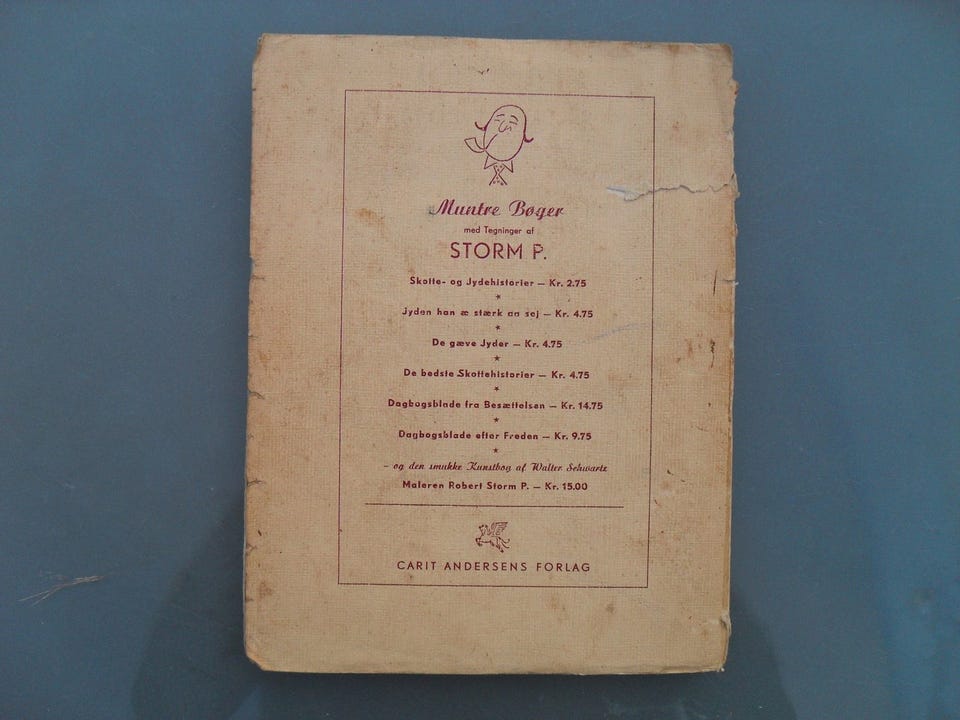 Muntre Bøger
med Tegninger af
STORM P.
Skotte- og Jydehistorier — Kr. 2.75
Jyden han æ stærk aa sej — Kr. 4.75
De gæve Jyder — Kr. 4.75
De bedste Skottehistorier — Kr. 4.75
Dagbogsblade fra Besættelsen — Kr. 14.75
Dagbogsblade efter Freden — Kr. 9.75
- og den smukke Kunstbog af Walter Schwartz
Maleren Robert Storm P. — Kr. 15.00
CARIT ANDERSENS FORLAG